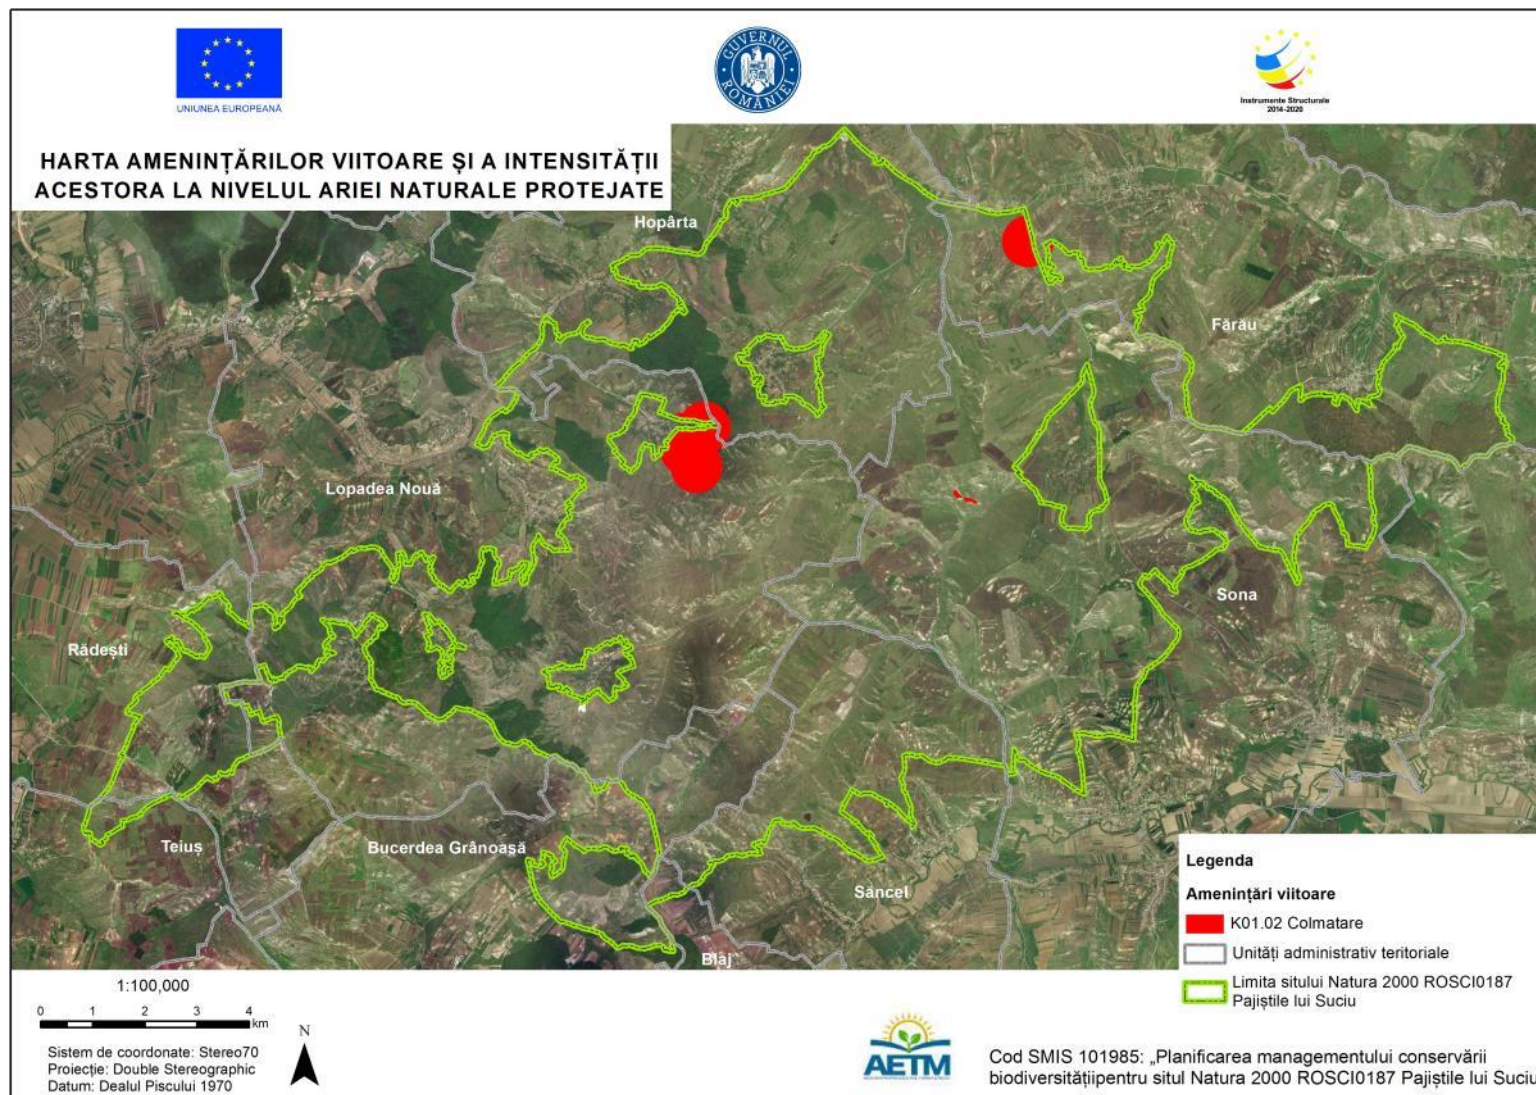 UNIUNEA EUROPEANĂ
GUVERNUL ROMÂNIEI
Instrumente Structurale
2014-2020
HARTA AMENINȚĂRILOR VIITOARE ȘI A INTENSITĂȚII
ACESTORA LA NIVELUL ARIEI NATURALE PROTEJATE
Hopârta
Fărău
Lopadea Nouă
Sona
Rădești
Teiuș
Bucerdea Grânoașă
Sâncel
Blaj
Legenda
Amenințări viitoare
K01.02 Colmatare
Unități administrativ teritoriale
Limita sitului Natura 2000 ROSCI0187
Pajiștile lui Suciu
1:100,000
0 1 2 3 4
km
N
Sistem de coordonate: Stereo70
Proiecție: Double Stereographic
Datum: Dealul Piscului 1970
AETM
Cod SMIS 101985: „Planificarea managementului conservării
biodiversitățiipentru situl Natura 2000 ROSCI0187 Pajiștile lui Suciu